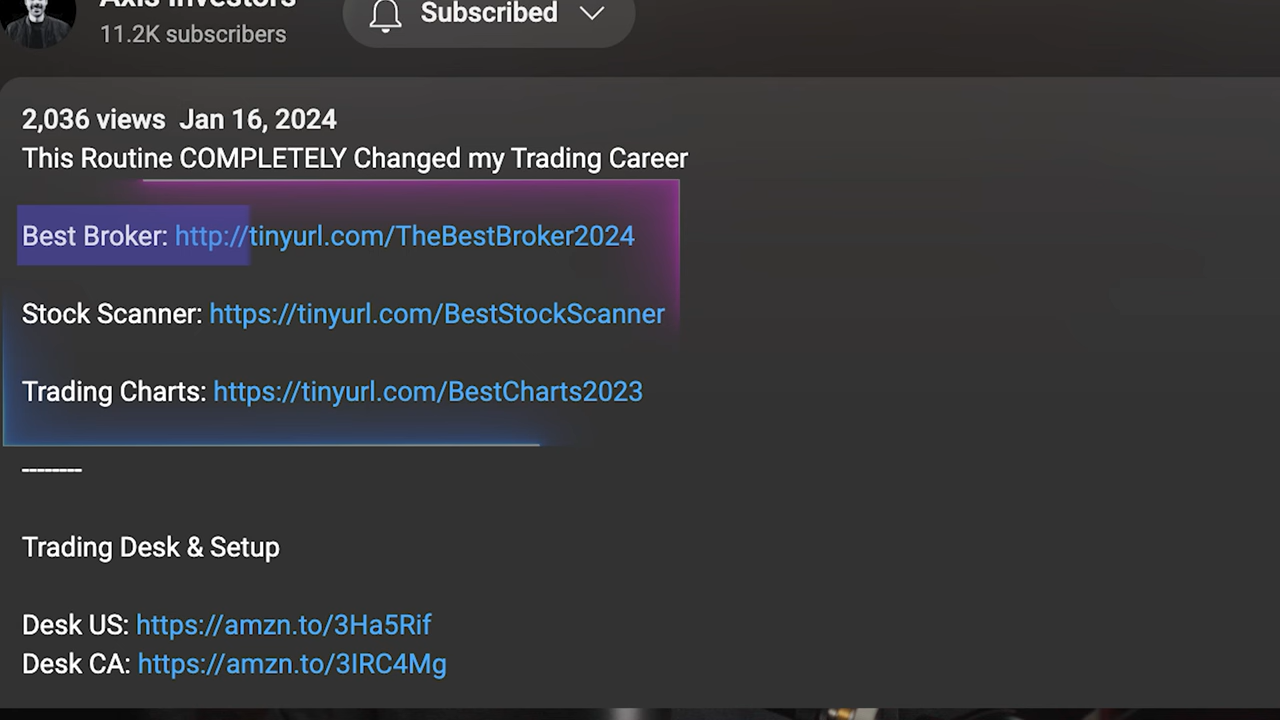 Axis Investors
11.2K subscribers
Subscribed
2,036 views Jan 16, 2024
This Routine COMPLETELY Changed my Trading Career
Best Broker: http://tinyurl.com/TheBestBroker2024
Stock Scanner: https://tinyurl.com/BestStockScanner
Trading Charts: https://tinyurl.com/BestCharts2023
--------
Trading Desk & Setup
Desk US: https://amzn.to/3Ha5Rif
Desk CA: https://amzn.to/3IRC4Mg